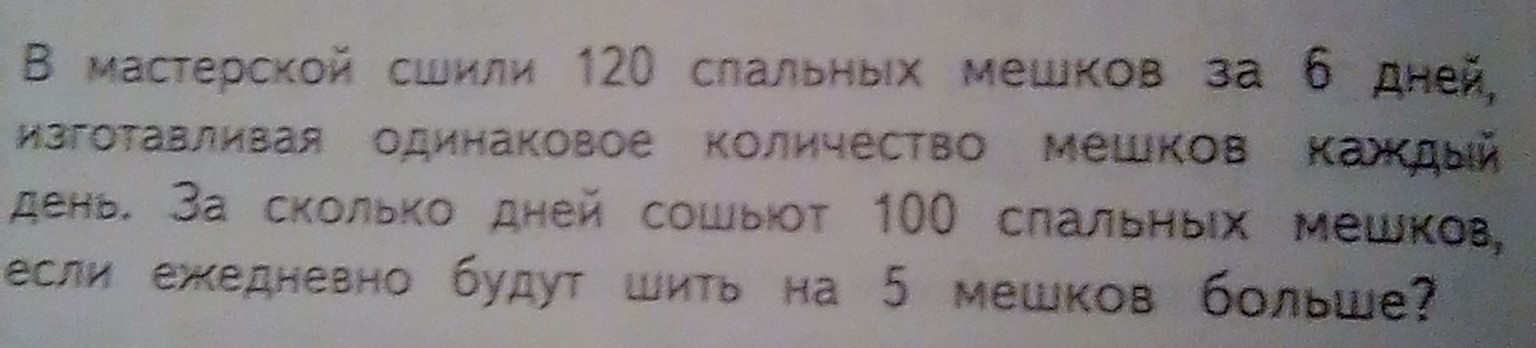 В мастерской сшили 120 спальных мешков за 6 дней,
изготавливая одинаковое количество мешков каждый
день. За сколько дней сошьют 100 спальных мешков,
если ежедневно будут шить на 5 мешков больше?